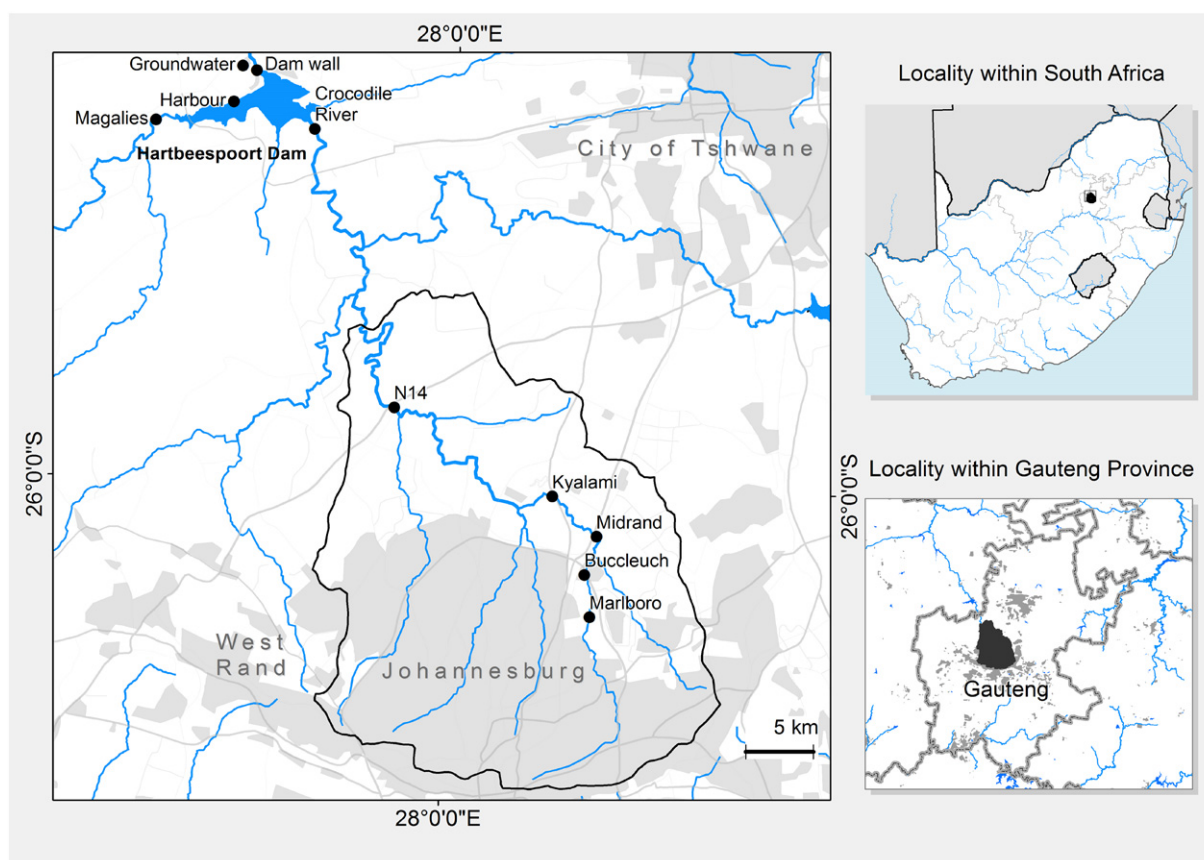 28°0'0"E
Groundwater
Dam wall
Harbour
Crocodile
River
Magalies
Hartbeespoort Dam
City of Tshwane
N14
26°0'0"S
26°0'0"S
Kyalami
Midrand
Buccleuch
Marlboro
West
Rand
Johannesburg
5 km
28°0'0"E
Locality within South Africa
Locality within Gauteng Province
Gauteng